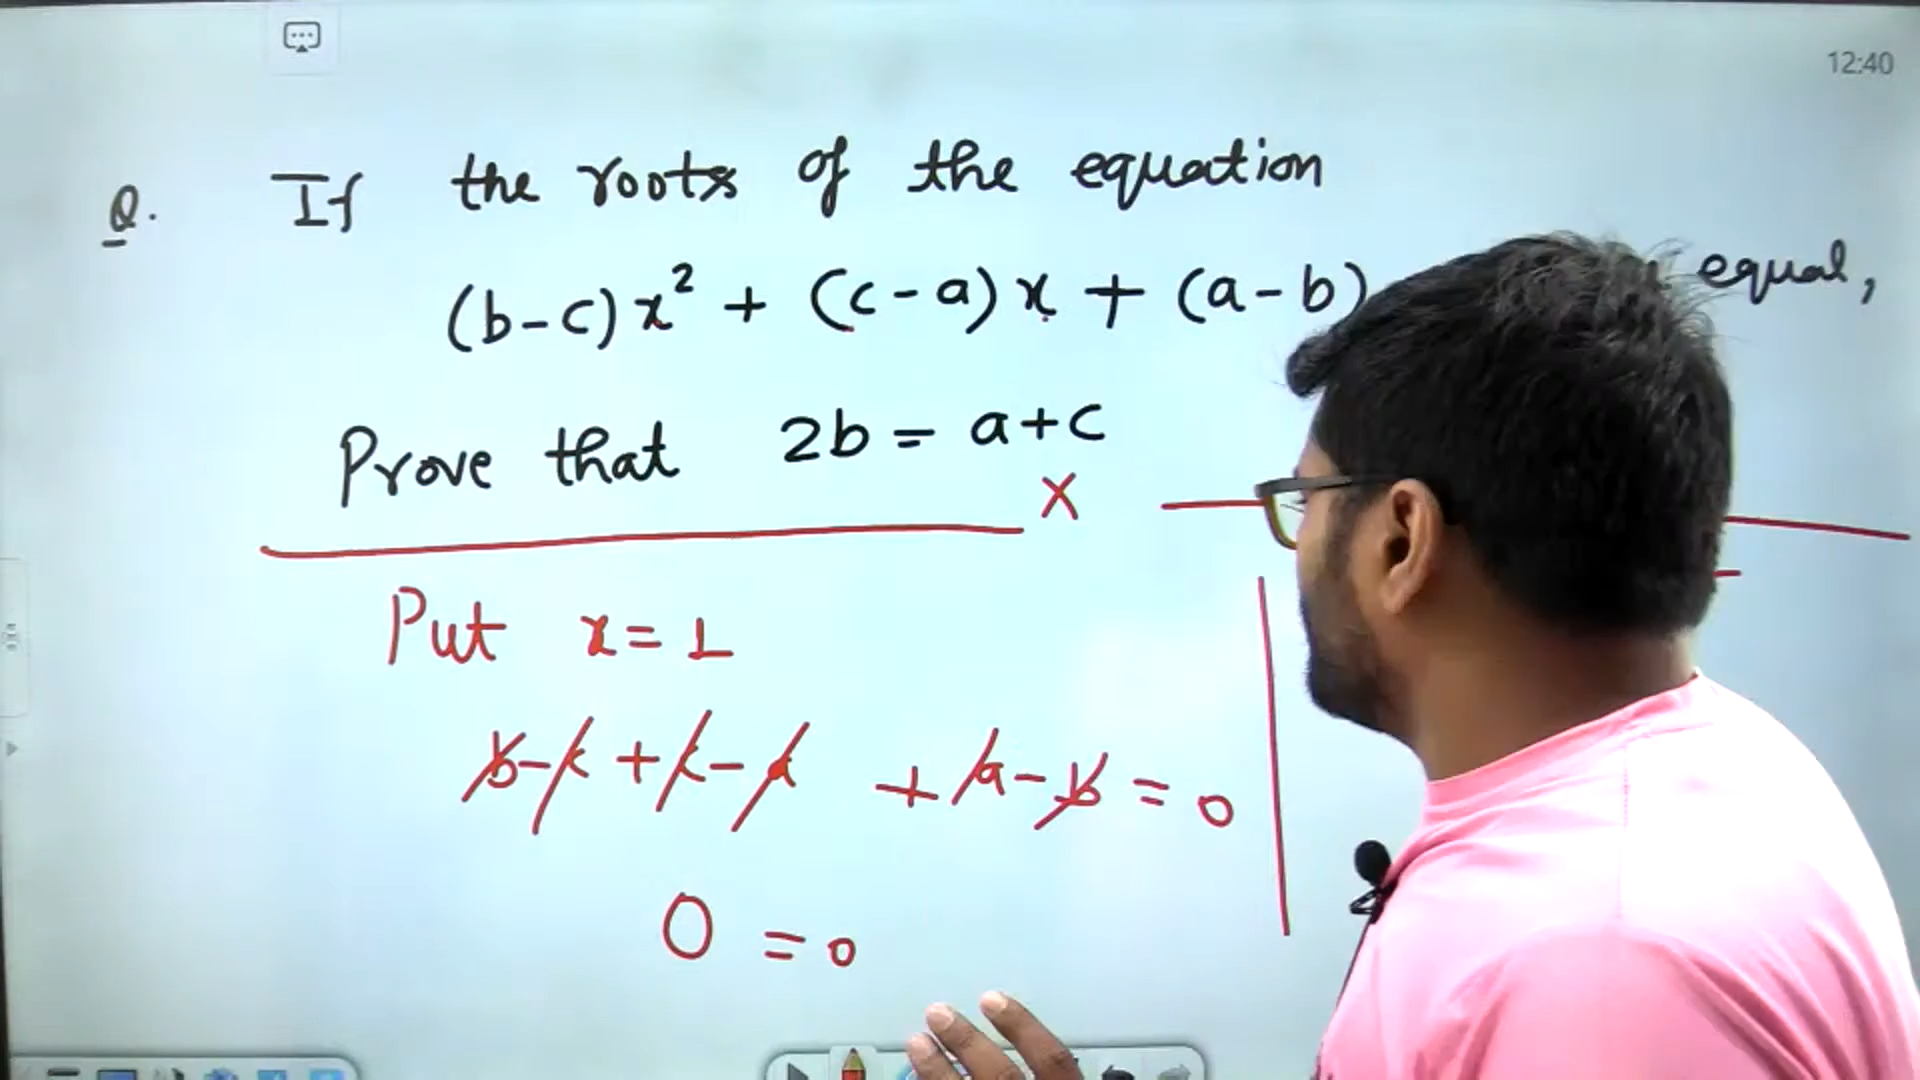 12:40
Q. If the roots of the equation
(b-c)x² + (c-a)x + (a-b) equal,
Prove that 2b = a+c
x
Put x=1
b-c+c-a +a-b=0
0 =0